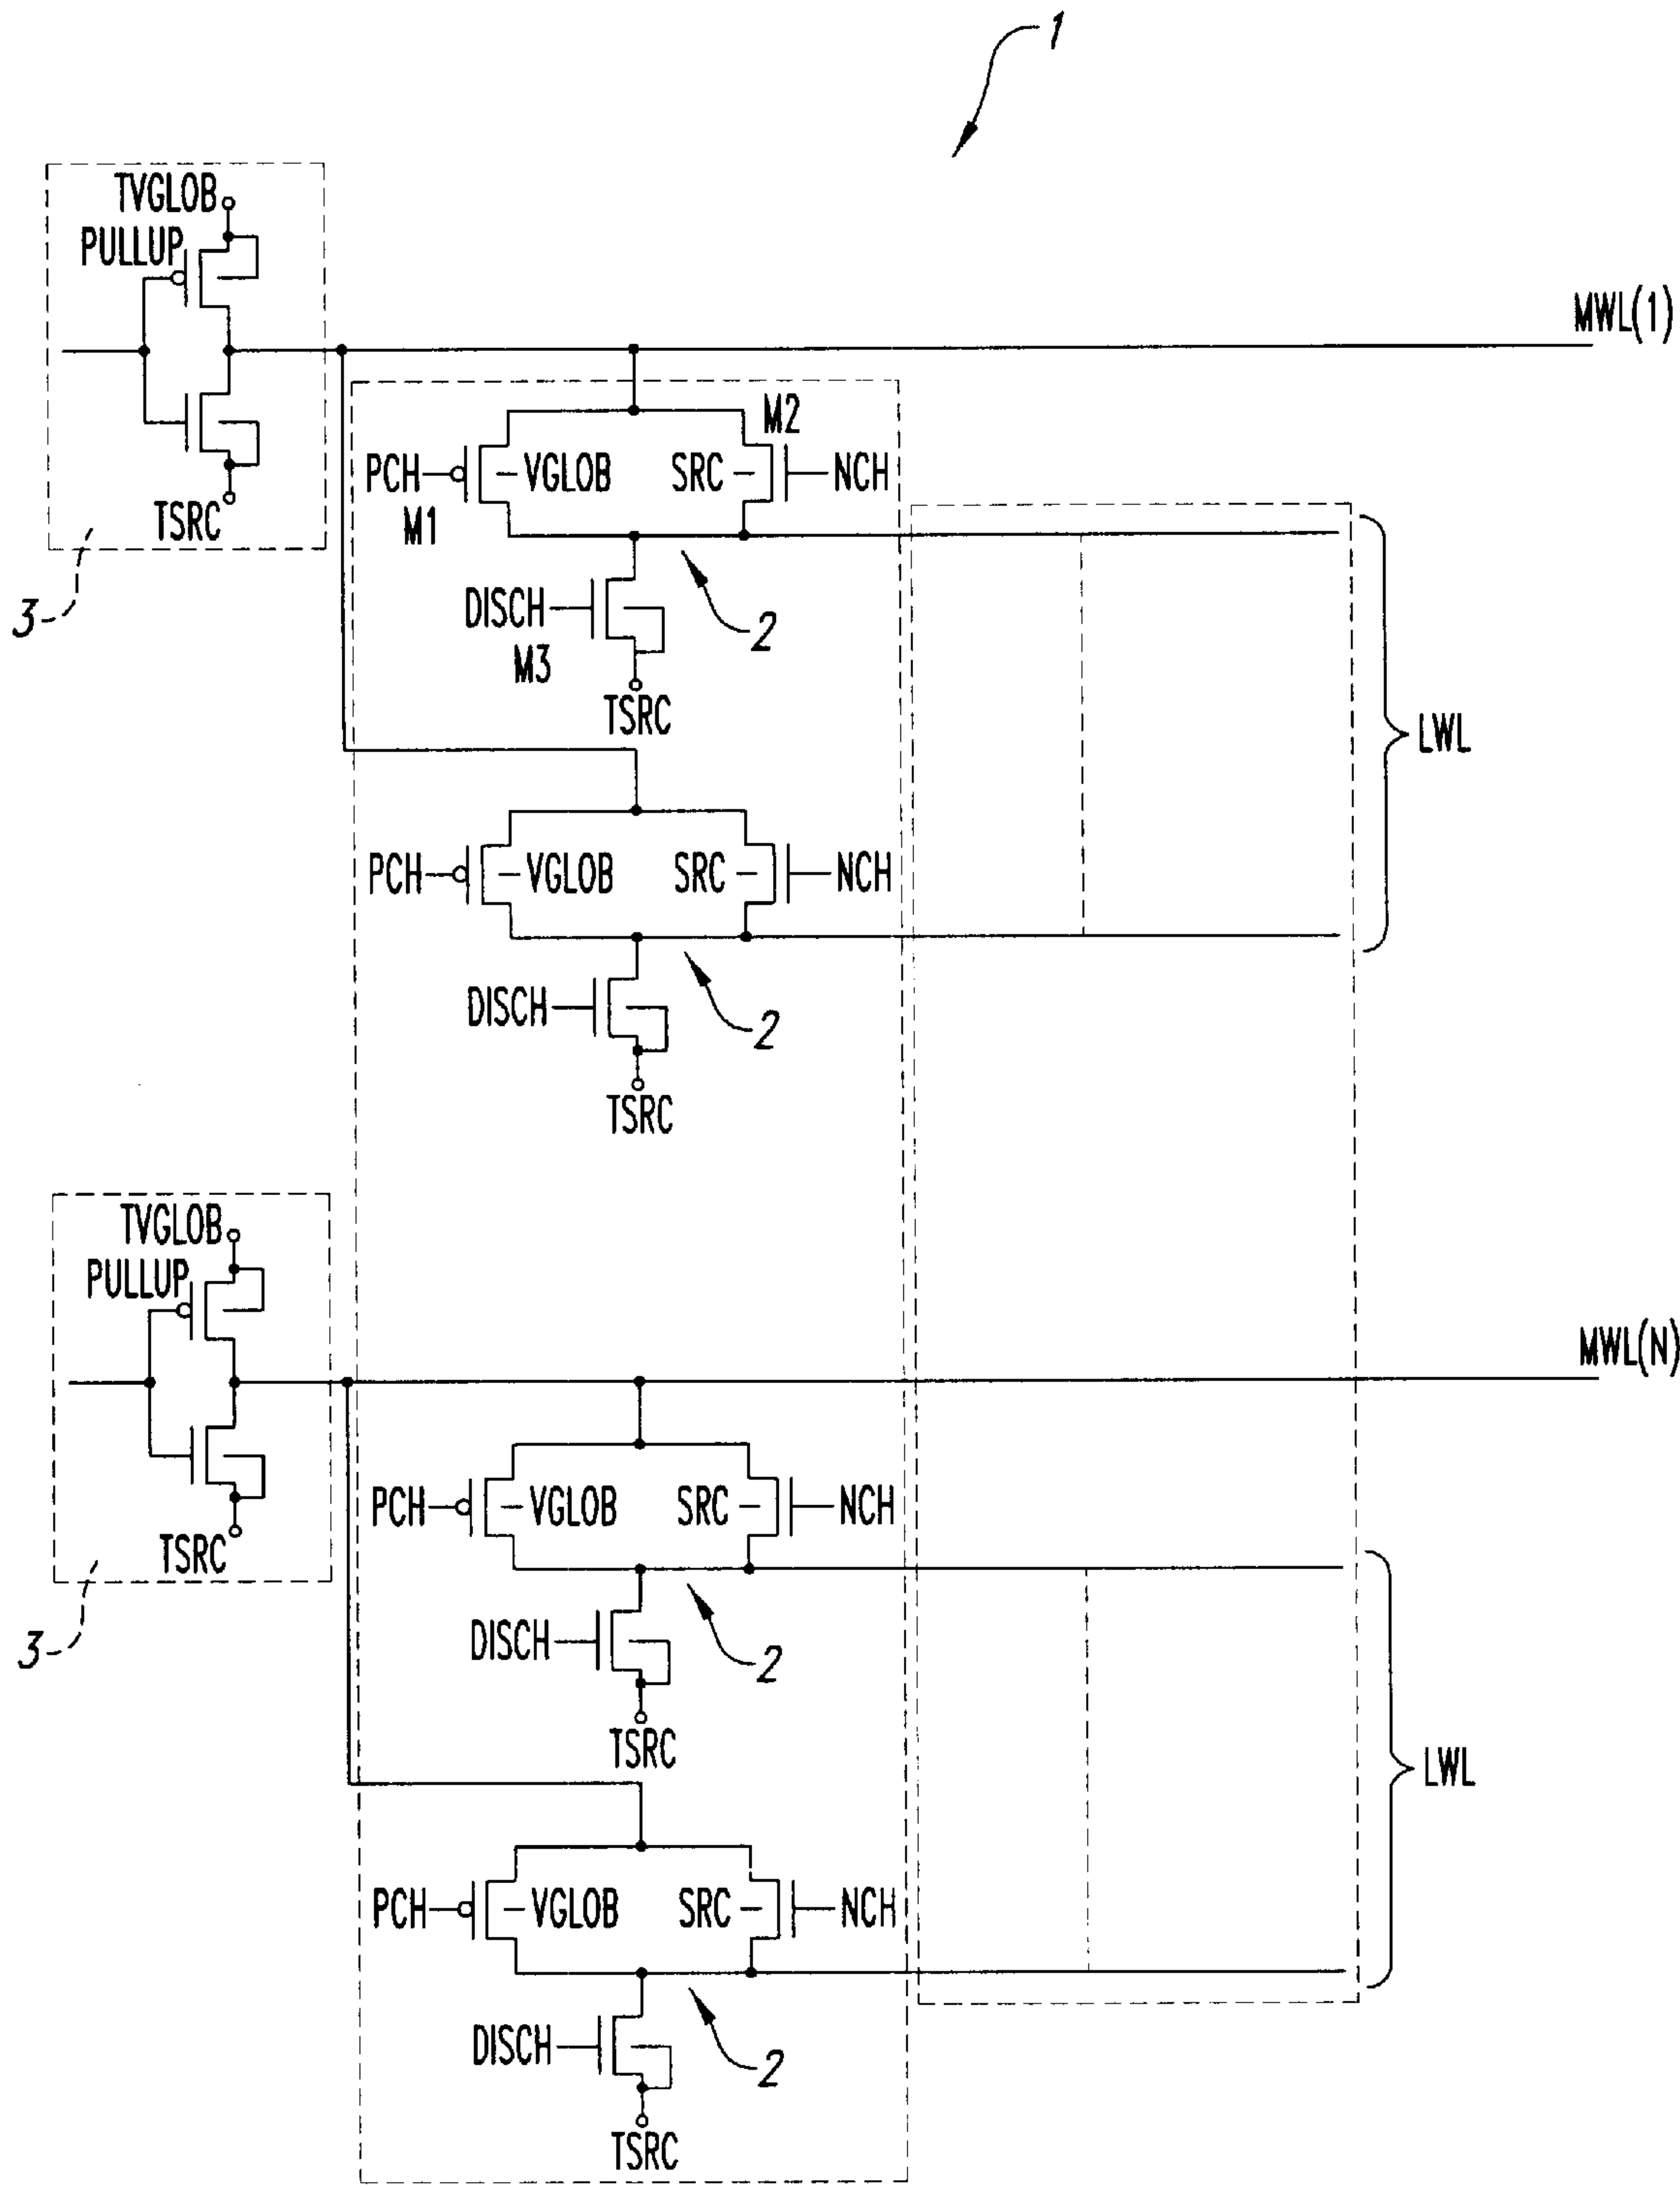 1
TVGLOB
PULLUP
TSRC
3
MWL(1)
M2
PCH
VGLOB
SRC
NCH
M1
DISCH
M3
TSRC
2
LWL
PCH
VGLOB
SRC
NCH
DISCH
2
TSRC
TVGLOB
PULLUP
TSRC
3
MWL(N)
PCH
VGLOB
SRC
NCH
DISCH
2
TSRC
LWL
PCH
VGLOB
SRC
NCH
DISCH
2
TSRC